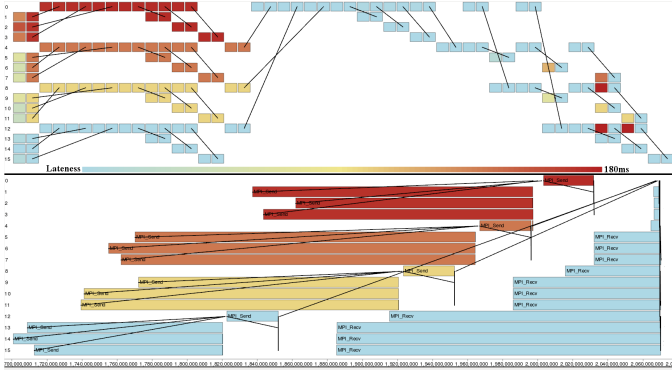 0
1
2
3
4
5
6
7
8
9
10
11
12
13
14
15
Lateness 180ms
0 MPI_Send
1 MPI_Send
2 MPI_Send
3 MPI_Send
4 MPI_Send
5 MPI_Send MPI_Recv
6 MPI_Send MPI_Recv
7 MPI_Send MPI_Recv
8 MPI_Send MPI_Recv
9 MPI_Send MPI_Recv
10 MPI_Send MPI_Recv
11 MPI_Send MPI_Recv
12 MPI_Send MPI_Recv
13 MPI_Send MPI_Recv
14 MPI_Send MPI_Recv
15 MPI_Send MPI_Recv
1,720,000,000 1,740,000,000 1,760,000,000 1,780,000,000 1,800,000,000 1,820,000,000 1,840,000,000 1,860,000,000 1,880,000,000 1,900,000,000 1,920,000,000 1,940,000,000 1,960,000,000 1,980,000,000 2,000,000,000 2,020,000,000 2,040,000,000 2,060,000,000